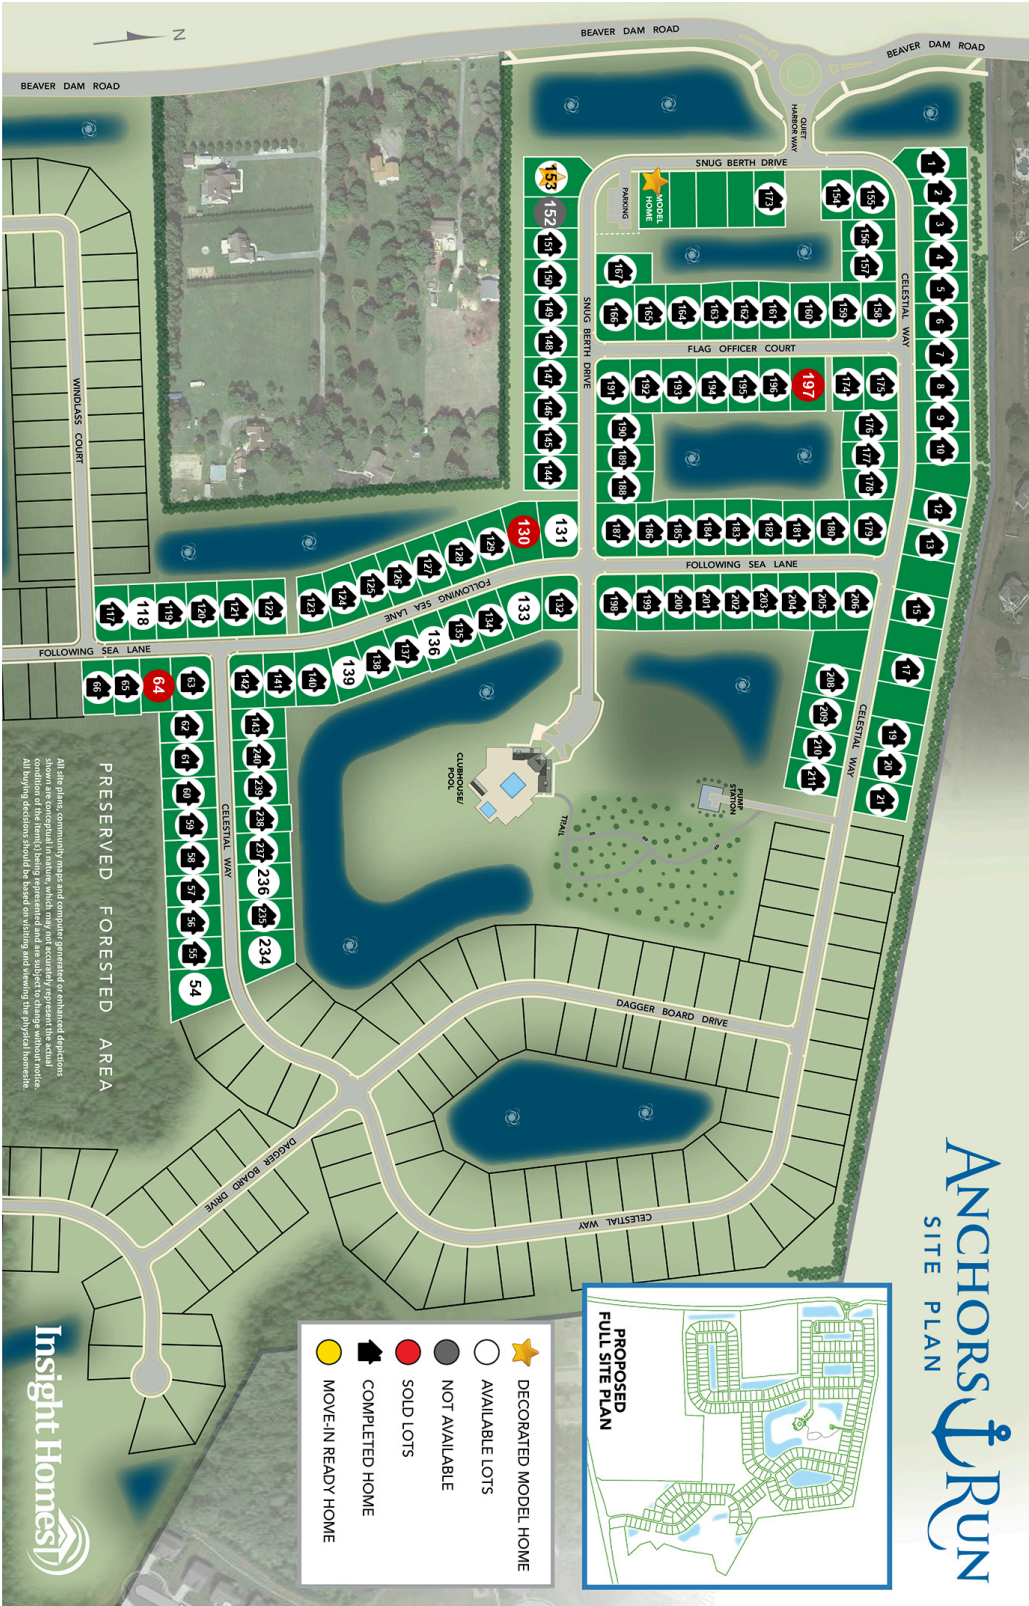 ANCHORS RUN
SITE PLAN
BEAVER DAM ROAD
BEAVER DAM ROAD
BEAVER DAM ROAD
N
QUIET
HARBOR WAY
SNUG BERTH DRIVE
MODEL
HOME
PARKING
173
154
155
156
157
167
166
165
164
163
162
161
160
159
158
FLAG OFFICER COURT
191
192
193
194
195
196
197
174
175
190
189
188
176
177
178
187
186
185
184
183
182
181
180
179
FOLLOWING SEA LANE
198
199
200
201
202
203
204
205
206
208
209
210
211
CELESTIAL WAY
1
2
3
4
5
6
7
8
9
10
12
13
15
17
19
20
21
CELESTIAL WAY
SNUG BERTH DRIVE
153
152
151
150
149
148
147
146
145
144
131
130
129
128
127
126
125
124
123
122
121
120
119
118
117
FOLLOWING SEA LANE
132
133
134
135
136
137
138
139
140
141
142
FOLLOWING SEA LANE
WINDLASS COURT
66
65
64
63
62
61
60
59
58
57
56
55
54
CELESTIAL WAY
143
240
239
238
237
236
235
234
CLUBHOUSE/
POOL
TRAIL
PUMP
STATION
DAGGER BOARD DRIVE
DAGGER BOARD DRIVE
CELESTIAL WAY
PRESERVED FORESTED AREA
All site plans, community maps and computer generated or enhanced depictions
shown are conceptual in nature, which may not accurately represent the actual
condition of the item(s) being represented and are subject to change without notice.
All buying decisions should be based on visiting and viewing the physical homesite.
PROPOSED
FULL SITE PLAN
DECORATED MODEL HOME
AVAILABLE LOTS
NOT AVAILABLE
SOLD LOTS
COMPLETED HOME
MOVE-IN READY HOME
Insight Homes